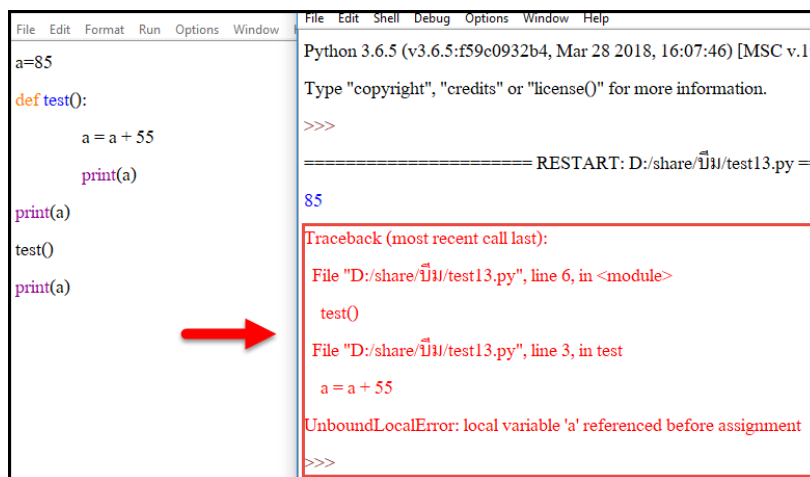 File Edit Format Run Options Window
a=85
def test():
a = a + 55
print(a)
print(a)
test()
print(a)
File Edit Shell Debug Options Window Help
Python 3.6.5 (v3.6.5:f59c0932b4, Mar 28 2018, 16:07:46) [MSC v.1
Type "copyright", "credits" or "license()" for more information.
>>>
====================== RESTART: D:/share/บีม/test13.py ==
85
Traceback (most recent call last):
File "D:/share/บีม/test13.py", line 6, in <module>
test()
File "D:/share/บีม/test13.py", line 3, in test
a = a + 55
UnboundLocalError: local variable 'a' referenced before assignment
>>>